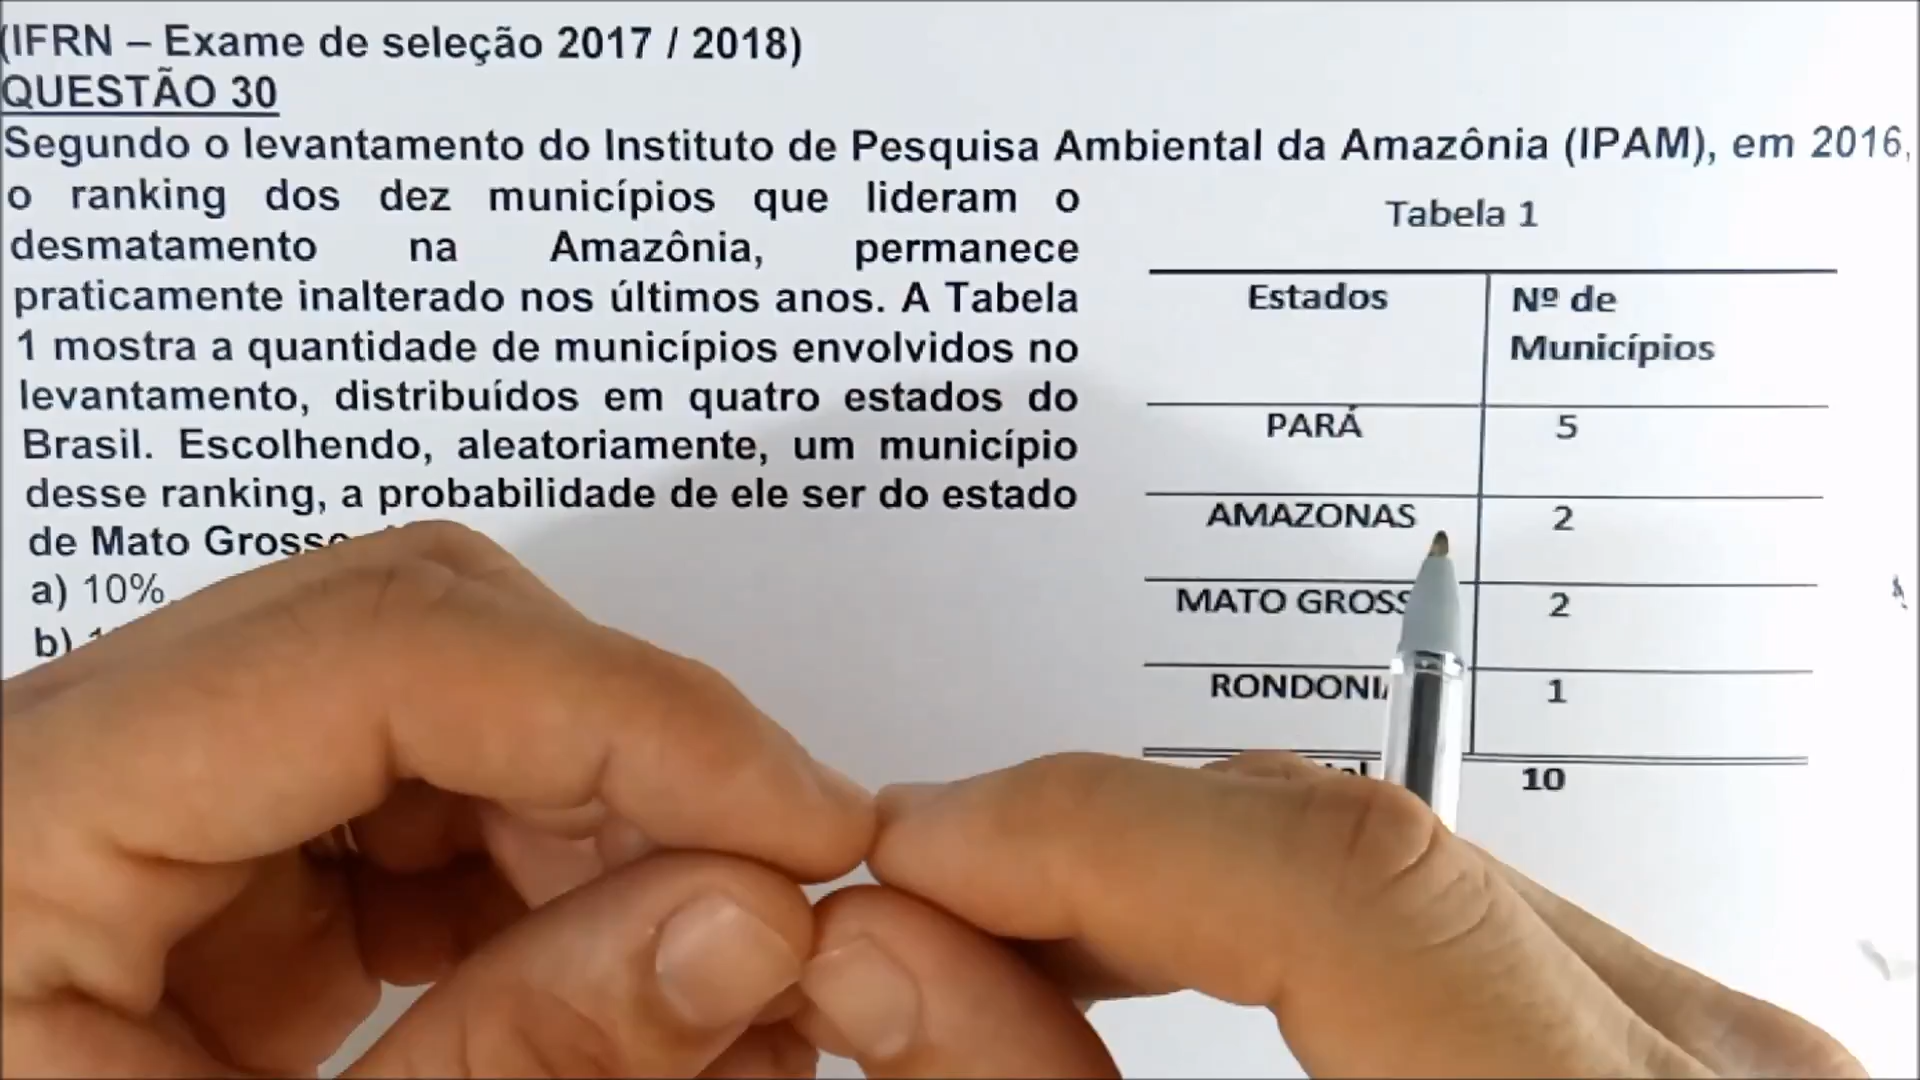 (IFRN – Exame de seleção 2017 / 2018)
QUESTÃO 30
Segundo o levantamento do Instituto de Pesquisa Ambiental da Amazônia (IPAM), em 2016,
o ranking dos dez municípios que lideram o
desmatamento na Amazônia, permanece
praticamente inalterado nos últimos anos. A Tabela
1 mostra a quantidade de municípios envolvidos no
levantamento, distribuídos em quatro estados do
Brasil. Escolhendo, aleatoriamente, um município
desse ranking, a probabilidade de ele ser do estado
de Mato Grosso
a) 10%
b)
Tabela 1
Estados Nº de
Municípios
PARÁ 5
AMAZONAS 2
MATO GROSS 2
RONDONI 1
10